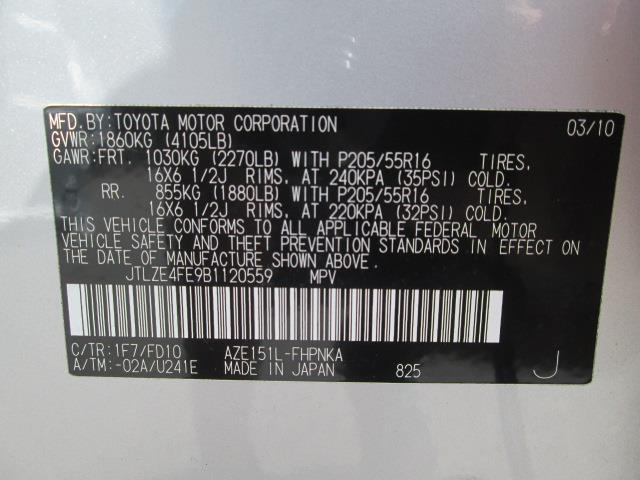 MFD.BY:TOYOTA MOTOR CORPORATION 03/10
GVWR:1860KG (4105LB)
GAWR:FRT. 1030KG (2270LB) WITH P205/55R16 TIRES,
16X6 1/2J RIMS, AT 240KPA (35PSI) COLD.
RR. 855KG (1880LB) WITH P205/55R16 TIRES,
16X6 1/2J RIMS, AT 220KPA (32PSI) COLD.
THIS VEHICLE CONFORMS TO ALL APPLICABLE FEDERAL MOTOR
VEHICLE SAFETY AND THEFT PREVENTION STANDARDS IN EFFECT ON
THE DATE OF MANUFACTURE SHOWN ABOVE.
JTLZE4FE9B1120559 MPV
C/TR:1F7/FD10 AZE151L-FHPNKA
A/TM:-02A/U241E MADE IN JAPAN 825 J